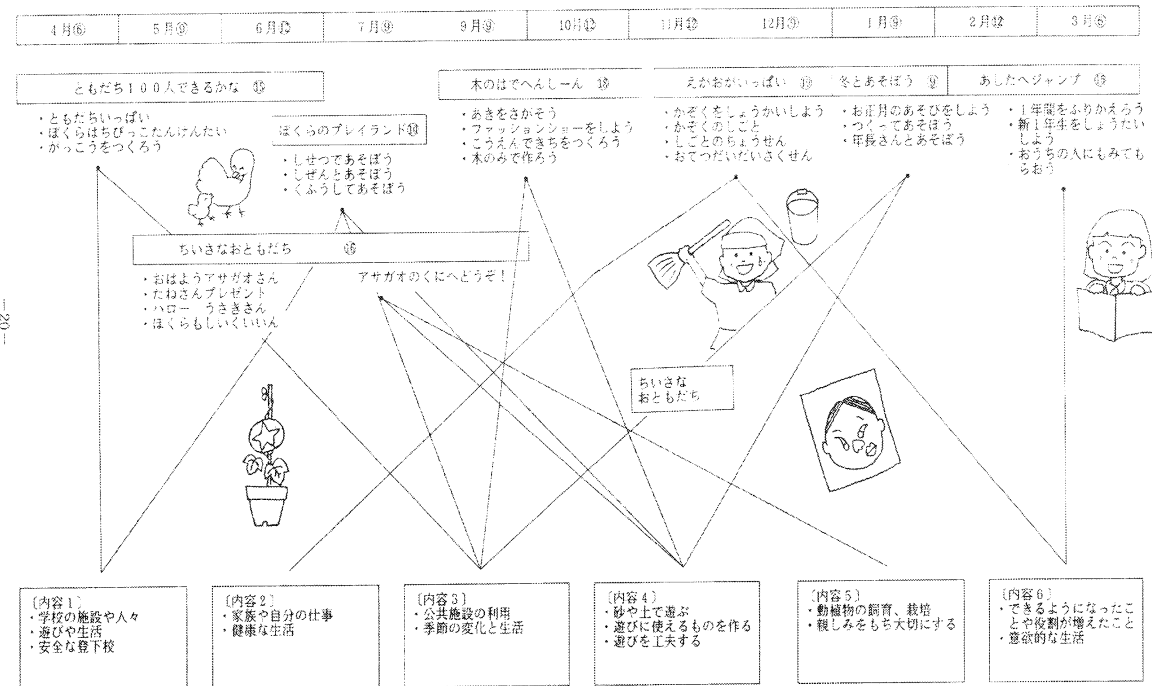 4月⑥ 5月⑨ 6月⑫ 7月⑨ 9月⑨ 10月⑫ 11月⑫ 12月⑨ 1月⑨ 2月⑫ 3月⑥
ともだち100人できるかな ⑮
・ともだちいっぱい
・ぼくらはちびっこたんけんたい
・がっこうをつくろう
ぼくらのプレイランド
・しせつであそぼう
・しぜんとあそぼう
・くふうしてあそぼう
木のはでへんしーん ⑱
・あきをさがそう
・ファッションショーをしよう
・こうえんできちをつくろう
・木のみで作ろう
えがおがいっぱい
・かぞくをしょうかいしよう
・かぞくのしごと
・しごとのちょうせん
・おてつだいだいさくせん
冬とあそぼう ⑨
・お正月のあそびをしよう
・つくってあそぼう
・年長さんとあそぼう
あしたへジャンプ
・1年間をふりかえろう
・新1年生をしょうたい
しよう
・おうちの人にもみても
らおう
ちいさなおともだち
・おはようアサガオさん
・たねさんプレゼント
・ハロー うさぎさん
・ぼくらもしいくいいん
アサガオのくにへどうぞ!
ちいさな
おともだち
〔内容1〕
・学校の施設や人々
・遊びや生活
・安全な登下校
〔内容2〕
・家族や自分の仕事
・健康な生活
〔内容3〕
・公共施設の利用
・季節の変化と生活
〔内容4〕
・砂や土で遊ぶ
・遊びに使えるものを作る
・遊びを工夫する
〔内容5〕
・動植物の飼育、栽培
・親しみをもち大切にする
〔内容6〕
・できるようになったこ
とや役割が増えたこと
・意欲的な生活
—20—